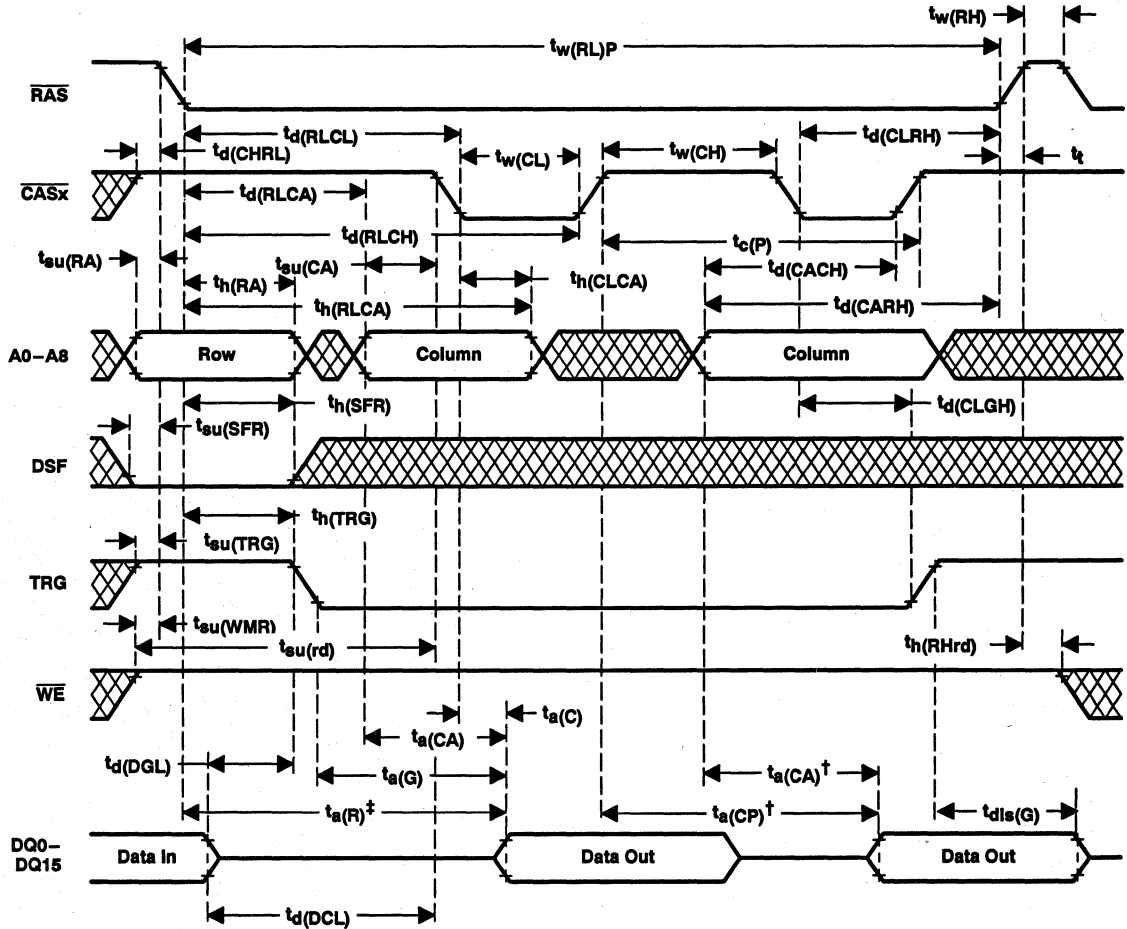 tw(RH)
tw(RL)P
RAS
td(RLCL)
td(CLRH)
td(CHRL)
tw(CL)
tw(CH)
tt
CASx
td(RLCA)
td(RLCH)
tc(P)
tsu(RA)
tsu(CA)
td(CACH)
th(RA)
th(CLCA)
th(RLCA)
td(CARH)
A0–A8
Row
Column
Column
th(SFR)
td(CLGH)
tsu(SFR)
DSF
th(TRG)
tsu(TRG)
TRG
tsu(WMR)
tsu(rd)
th(RHrd)
WE
ta(C)
ta(CA)
td(DGL)
ta(G)
ta(CA)†
ta(R)‡
ta(CP)†
tdis(G)
DQ0–
DQ15
Data In
Data Out
Data Out
td(DCL)